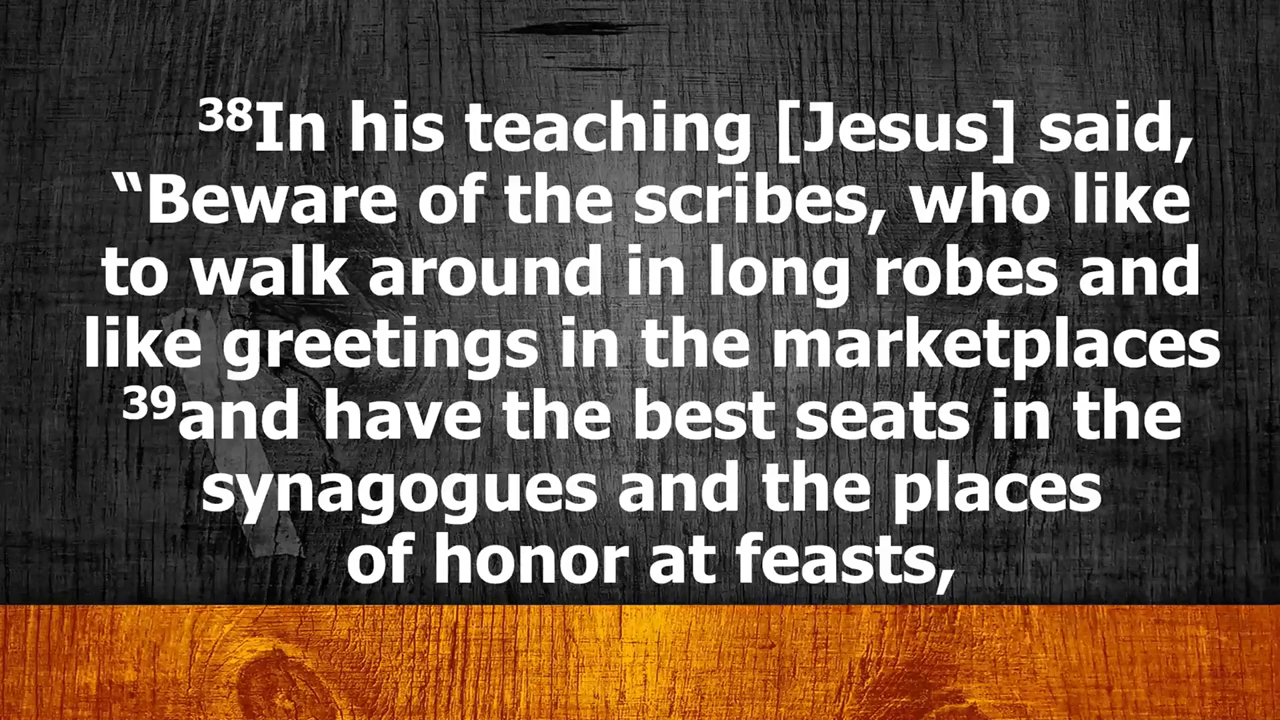 ³⁸In his teaching [Jesus] said,
“Beware of the scribes, who like
to walk around in long robes and
like greetings in the marketplaces
³⁹and have the best seats in the
synagogues and the places
of honor at feasts,